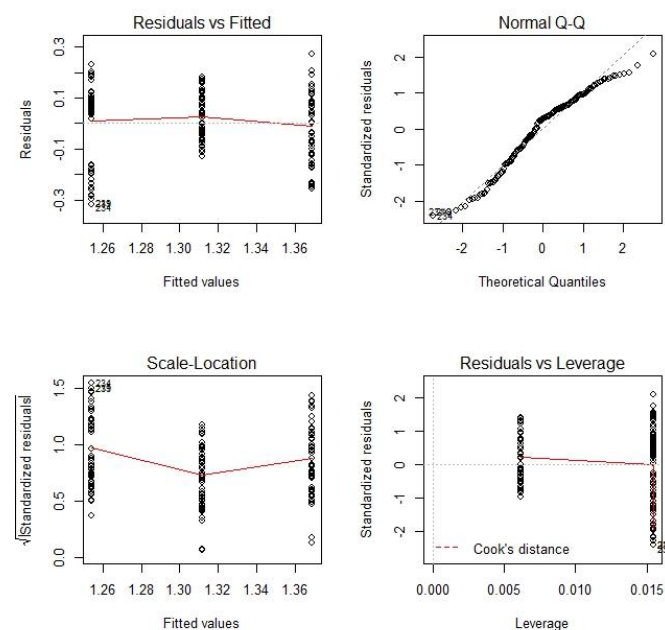 Residuals vs Fitted
Residuals
0.3
0.1
-0.1
-0.3
1.26 1.28 1.30 1.32 1.34 1.36
Fitted values
Normal Q-Q
Standardized residuals
2
1
0
-1
-2
234
-2 -1 0 1 2
Theoretical Quantiles
Scale-Location
√|Standardized residuals|
1.5
1.0
0.5
0.0
234
1.26 1.28 1.30 1.32 1.34 1.36
Fitted values
Residuals vs Leverage
Standardized residuals
2
1
0
-1
-2
Cook's distance
0.000 0.005 0.010 0.015
Leverage